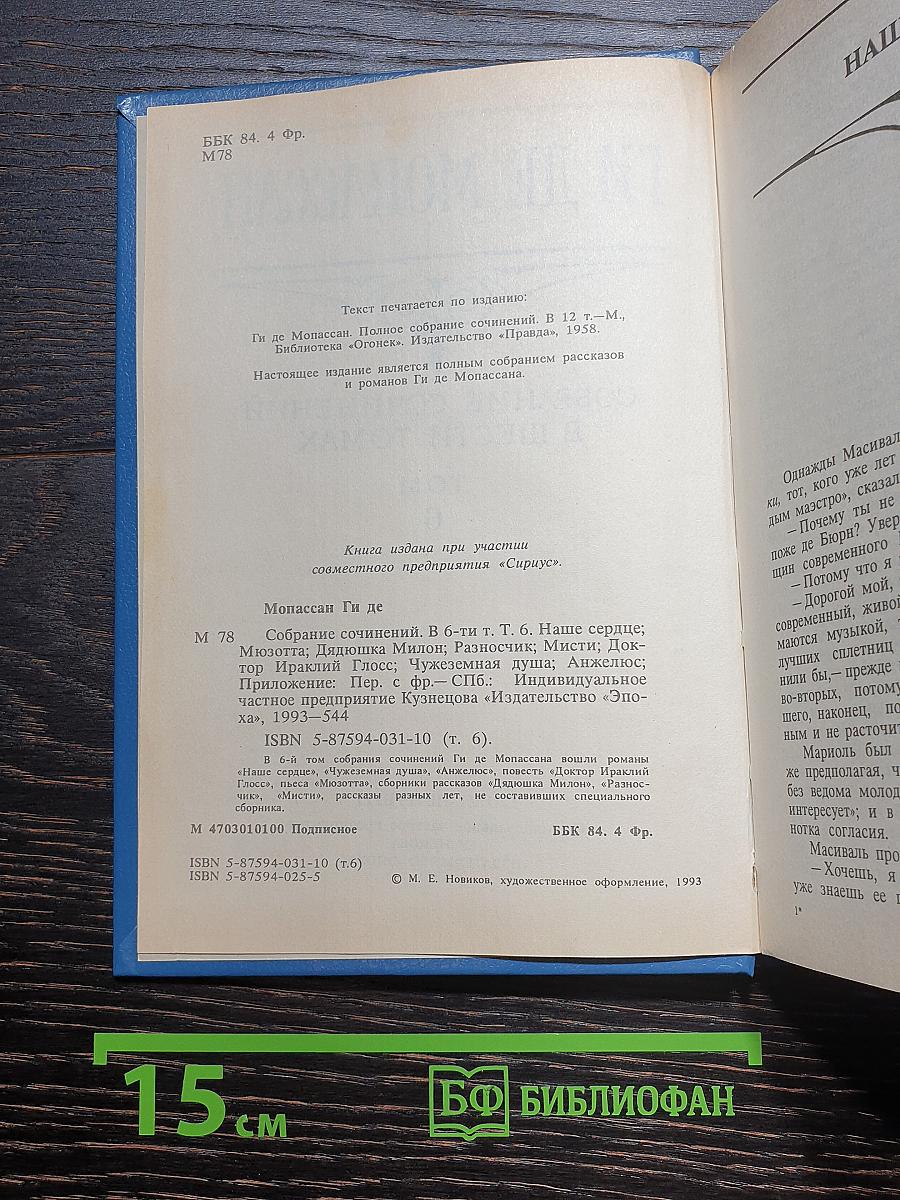 ББК 84. 4 Фр.
М78
Текст печатается по изданию:
Ги де Мопассан. Полное собрание сочинений. В 12 т.—М.,
Библиотека «Огонек». Издательство «Правда», 1958.
Настоящее издание является полным собранием рассказов
и романов Ги де Мопассана.
Книга издана при участии
совместного предприятия «Сириус».
Мопассан Ги де
М 78 Собрание сочинений. В 6-ти т. Т. 6. Наше сердце;
Мюзотта; Дядюшка Милон; Разносчик; Мисти; Док-
тор Ираклий Глосс; Чужеземная душа; Анжелюс;
Приложение: Пер. с фр.—СПб.: Индивидуальное
частное предприятие Кузнецова «Издательство «Эпо-
ха», 1993—544
ISBN 5-87594-031-10 (т. 6).
В 6-й том собрания сочинений Ги де Мопассана вошли романы
«Наше сердце», «Чужеземная душа», «Анжелюс», повесть «Доктор Ираклий
Глосс», пьеса «Мюзотта», сборники рассказов «Дядюшка Милон», «Разнос-
чик», «Мисти», рассказы разных лет, не составивших специального
сборника.
М 4703010100 Подписное ББК 84. 4 Фр.
ISBN 5-87594-031-10 (т.6)
ISBN 5-87594-025-5 © М. Е. Новиков, художественное оформление, 1993
НАШ
Однажды Масивал
ки, тот, кого уже лет
дым маэстро», сказал
—Почему ты не
поже де Бюрн? Увер
щин современного
—Потому что я
—Дорогой мой,
современный, живой
маются музыкой,
лучших сплетниц
нили бы,— прежде
во-вторых, потому
шего, наконец, по
ным и не расточит
Мариоль был
же предполагая, ч
без ведома молод
интересует»; и в
нотка согласия.
Масиваль про
—Хочешь, я
уже знаешь ее
1*
15 см
БФ БИБЛИОФАН